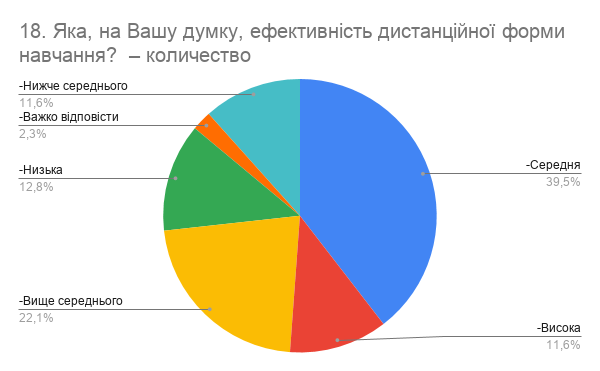 18. Яка, на Вашу думку, ефективність дистанційної форми
навчання?  – количество
-Нижче середнього
11,6%
-Важко відповісти
2,3%
-Низька
12,8%
-Вище середнього
22,1%
-Середня
39,5%
-Висока
11,6%